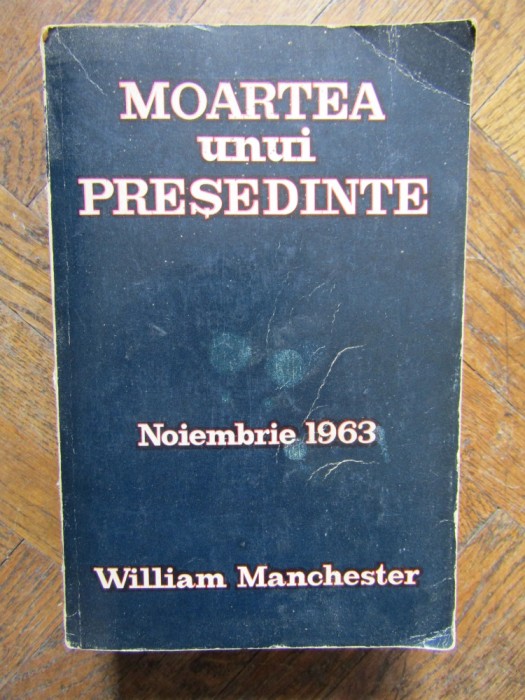 MOARTEA
unui
PREȘEDINTE
Noiembrie 1963
William Manchester